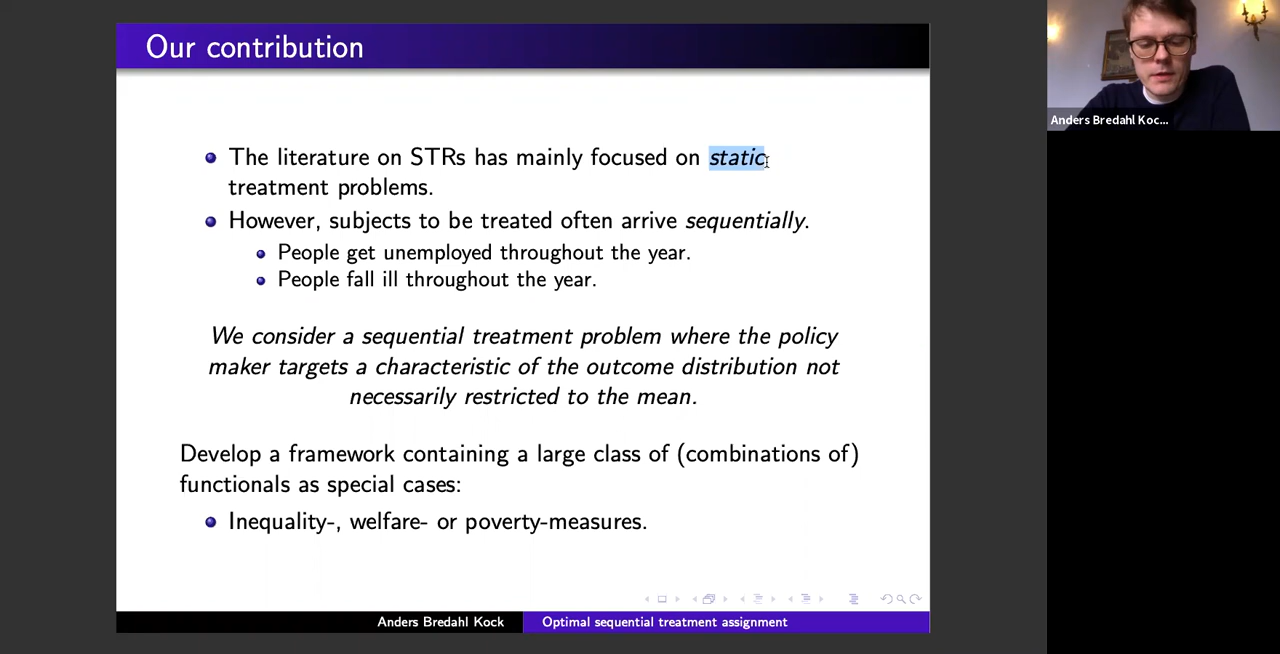 Our contribution
The literature on STRs has mainly focused on static
treatment problems.
However, subjects to be treated often arrive sequentially.
People get unemployed throughout the year.
People fall ill throughout the year.
We consider a sequential treatment problem where the policy
maker targets a characteristic of the outcome distribution not
necessarily restricted to the mean.
Develop a framework containing a large class of (combinations of)
functionals as special cases:
Inequality-, welfare- or poverty-measures.
Anders Bredahl Kock
Optimal sequential treatment assignment
Anders Bredahl Koc...